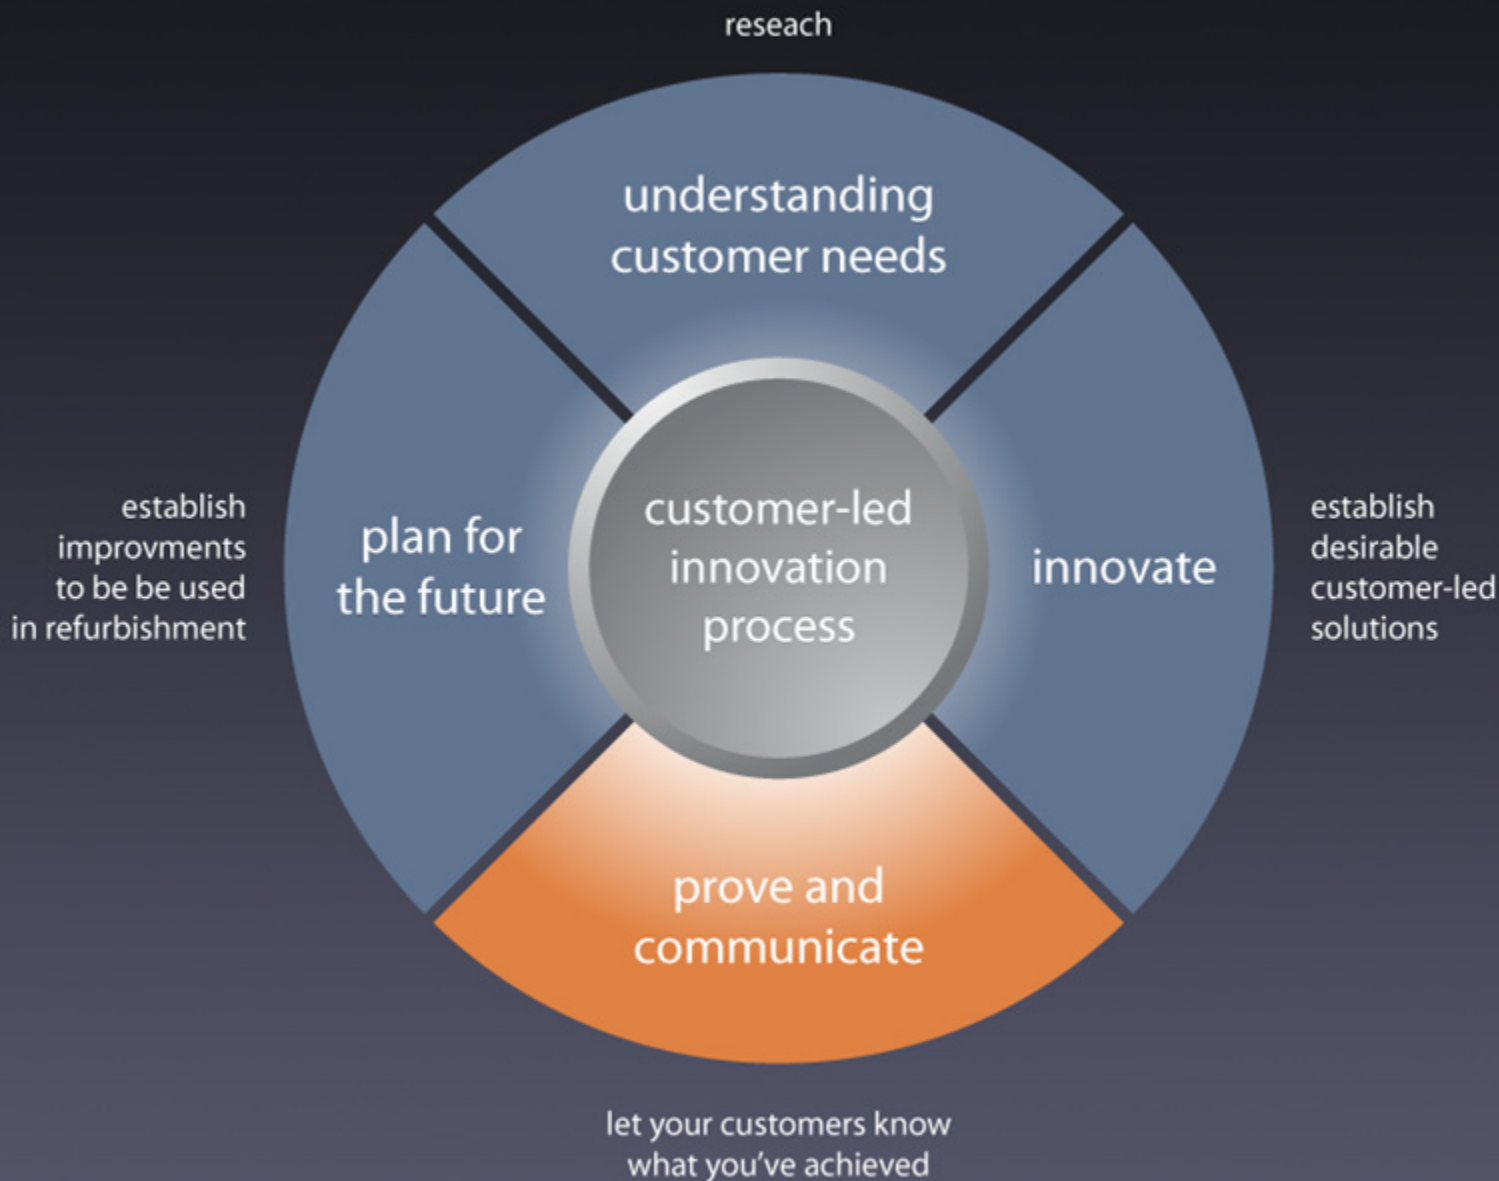 reseach
understanding
customer needs
establish
improvments
to be be used
in refurbishment
plan for
the future
customer-led
innovation
process
innovate
establish
desirable
customer-led
solutions
prove and
communicate
let your customers know
what you've achieved